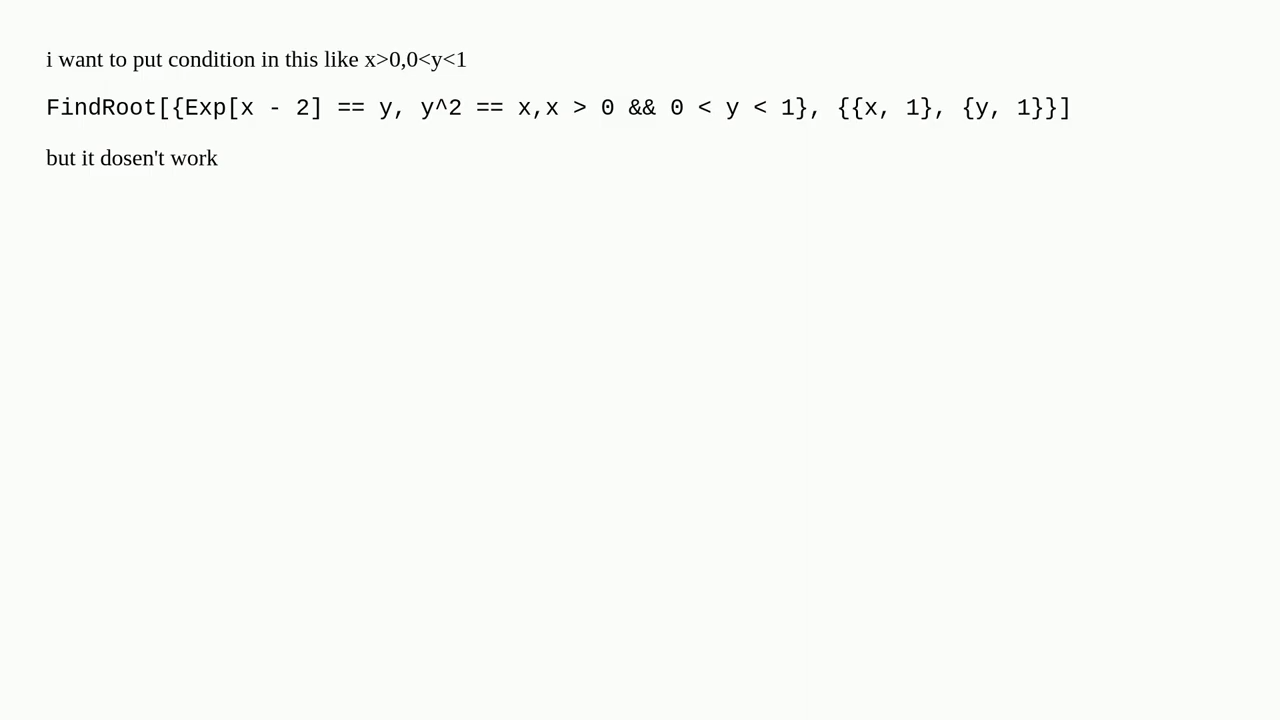 i want to put condition in this like x>0,0<y<1
FindRoot[{Exp[x - 2] == y, y^2 == x,x > 0 && 0 < y < 1}, {{x, 1}, {y, 1}}]
but it dosen't work